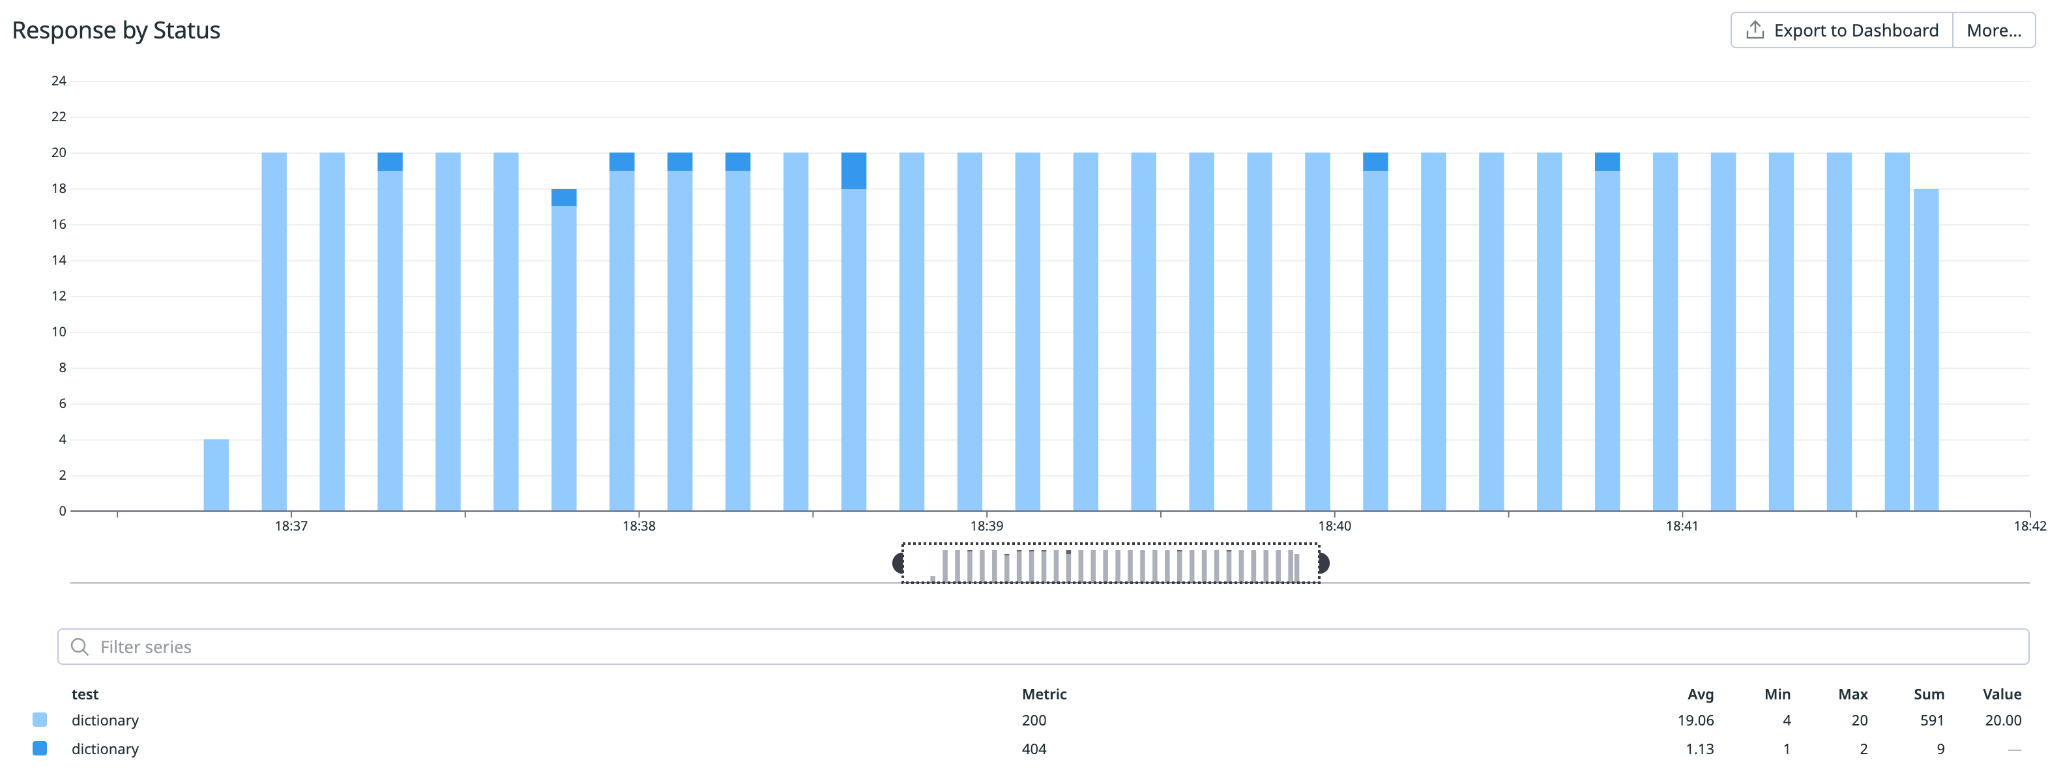 Response by Status
Export to Dashboard More...
24
22
20
18
16
14
12
10
8
6
4
2
0
18:37 18:38 18:39 18:40 18:41 18:42
Filter series
test Metric Avg Min Max Sum Value
dictionary 200 19.06 4 20 591 20.00
dictionary 404 1.13 1 2 9 —